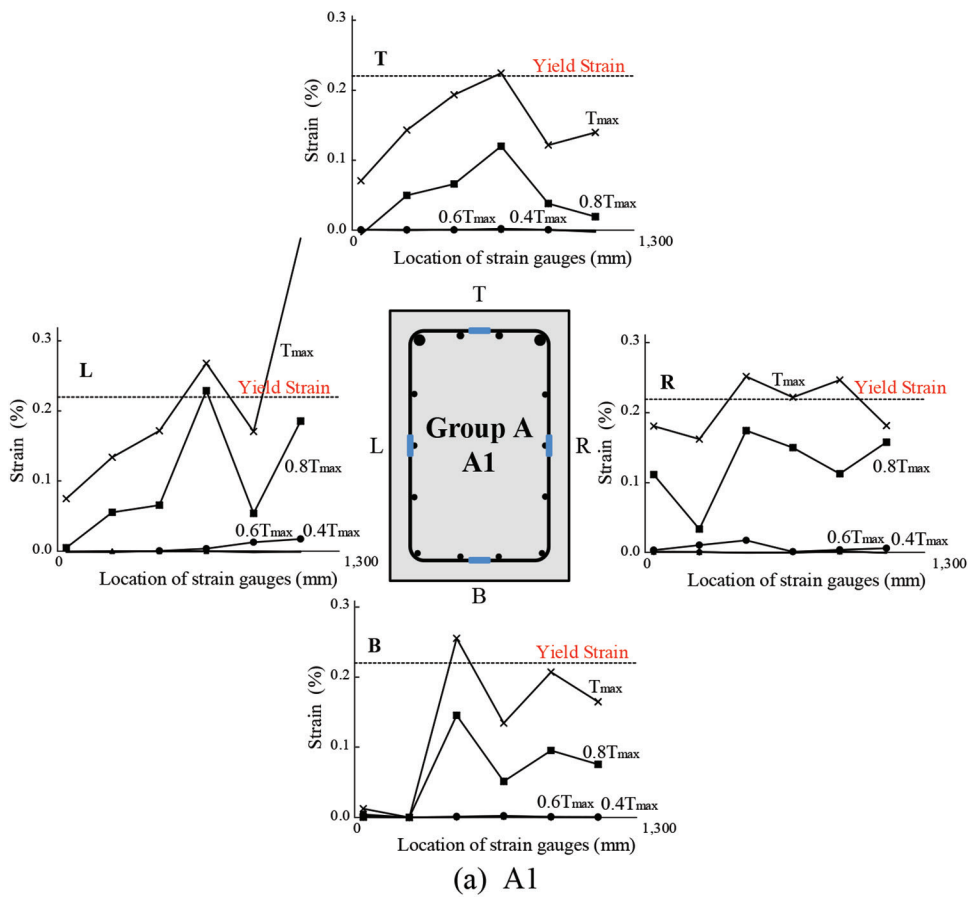 0.3
T
Yield Strain
0.2
Tmax
Strain (%)
0.1
0.8Tmax
0.6Tmax 0.4Tmax
0.0
0 1,300
Location of strain gauges (mm)
0.3
L
Tmax
Yield Strain
0.2
Strain (%)
0.8Tmax
0.1
0.6Tmax 0.4Tmax
0.0
0 1,300
Location of strain gauges (mm)
T
L
Group A
A1
R
B
0.3
R
Tmax
Yield Strain
0.2
Strain (%)
0.8Tmax
0.1
0.6Tmax 0.4Tmax
0.0
0 1,300
Location of strain gauges (mm)
0.3
B
Yield Strain
0.2
Tmax
Strain (%)
0.8Tmax
0.1
0.6Tmax 0.4Tmax
0.0
0 1,300
Location of strain gauges (mm)
(a) A1